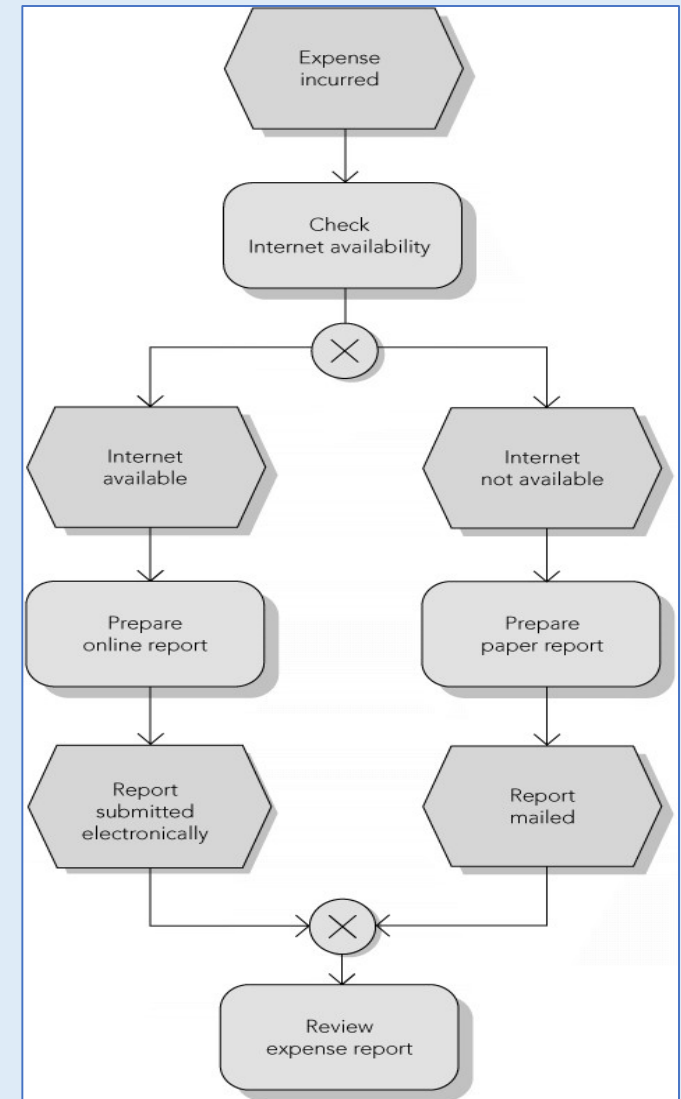 Expense
incurred
Check
Internet availability
Internet
available
Internet
not available
Prepare
online report
Prepare
paper report
Report
submitted
electronically
Report
mailed
Review
expense report